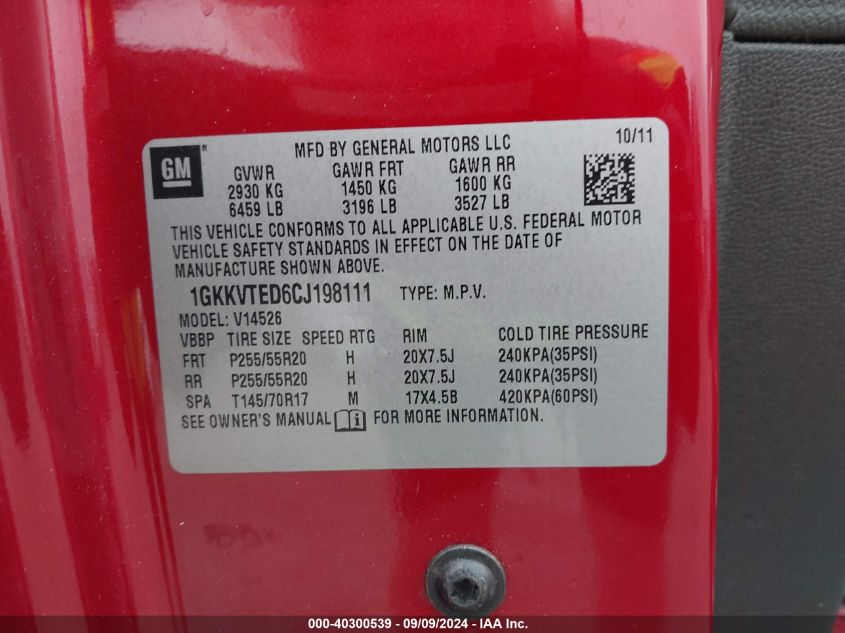 GM
MFD BY GENERAL MOTORS LLC 10/11
GVWR GAWR FRT GAWR RR
2930 KG 1450 KG 1600 KG
6459 LB 3196 LB 3527 LB
THIS VEHICLE CONFORMS TO ALL APPLICABLE U.S. FEDERAL MOTOR
VEHICLE SAFETY STANDARDS IN EFFECT ON THE DATE OF
MANUFACTURE SHOWN ABOVE.
1GKKVTED6CJ198111 TYPE: M.P.V.
MODEL: V14526
VBBP TIRE SIZE SPEED RTG RIM COLD TIRE PRESSURE
FRT P255/55R20 H 20X7.5J 240KPA(35PSI)
RR P255/55R20 H 20X7.5J 240KPA(35PSI)
SPA T145/70R17 M 17X4.5B 420KPA(60PSI)
SEE OWNER'S MANUAL i FOR MORE INFORMATION.
000-40300539 - 09/09/2024 - IAA Inc.